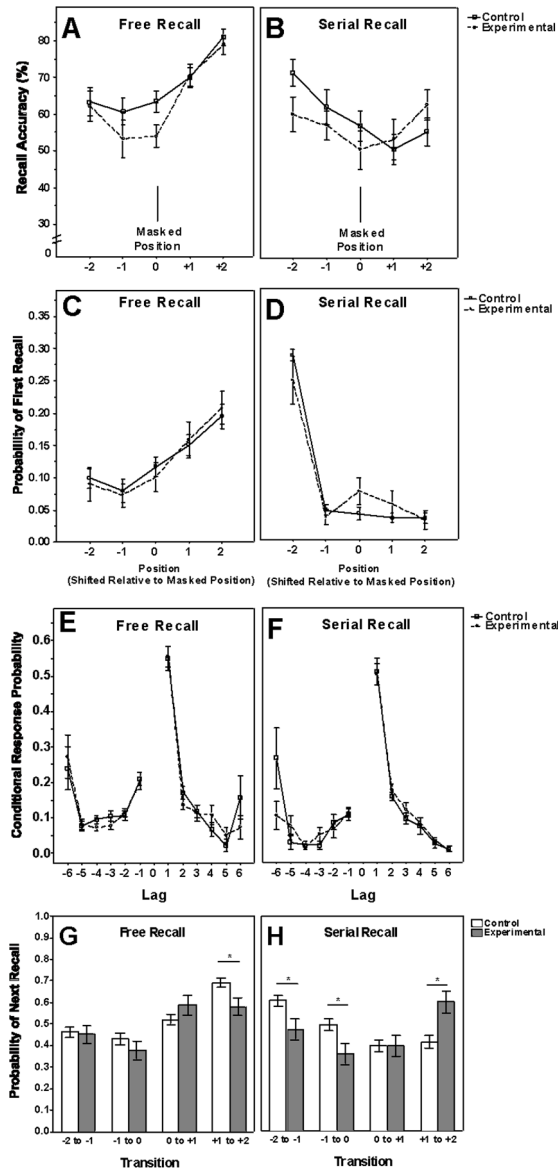 A Free Recall
B Serial Recall
Control
Experimental
Recall Accuracy (%)
80
70
60
50
40
30
0
Masked
Position
Masked
Position
-2 -1 0 +1 +2
-2 -1 0 +1 +2
C Free Recall
D Serial Recall
Control
Experimental
Probability of First Recall
0.35
0.30
0.25
0.20
0.15
0.10
0.05
0.00
-2 -1 0 1 2
-2 -1 0 1 2
Position
(Shifted Relative to Masked Position)
Position
(Shifted Relative to Masked Position)
E Free Recall
F Serial Recall
Control
Experimental
Conditional Response Probability
0.6
0.5
0.4
0.3
0.2
0.1
0.0
-6 -5 -4 -3 -2 -1 0 1 2 3 4 5 6
-6 -5 -4 -3 -2 -1 0 1 2 3 4 5 6
Lag
Lag
G Free Recall
H Serial Recall
Control
Experimental
Probability of Next Recall
1.0
0.9
0.8
0.7
0.6
0.5
0.4
0.3
0.2
0.1
0.0
*
*
*
*
-2 to -1 -1 to 0 0 to +1 +1 to +2
-2 to -1 -1 to 0 0 to +1 +1 to +2
Transition
Transition